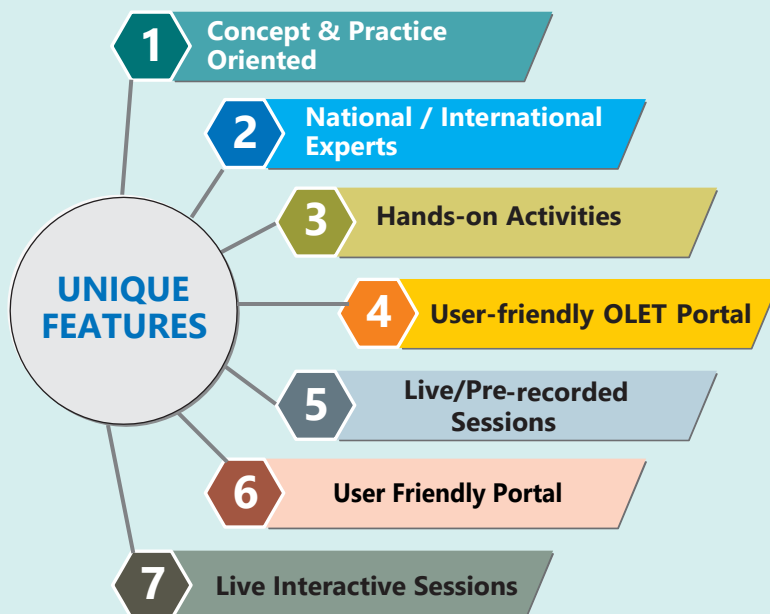 1
Concept & Practice
Oriented
2
National / International
Experts
3
Hands-on Activities
UNIQUE
FEATURES
4
User-friendly OLET Portal
5
Live/Pre-recorded
Sessions
6
User Friendly Portal
7
Live Interactive Sessions